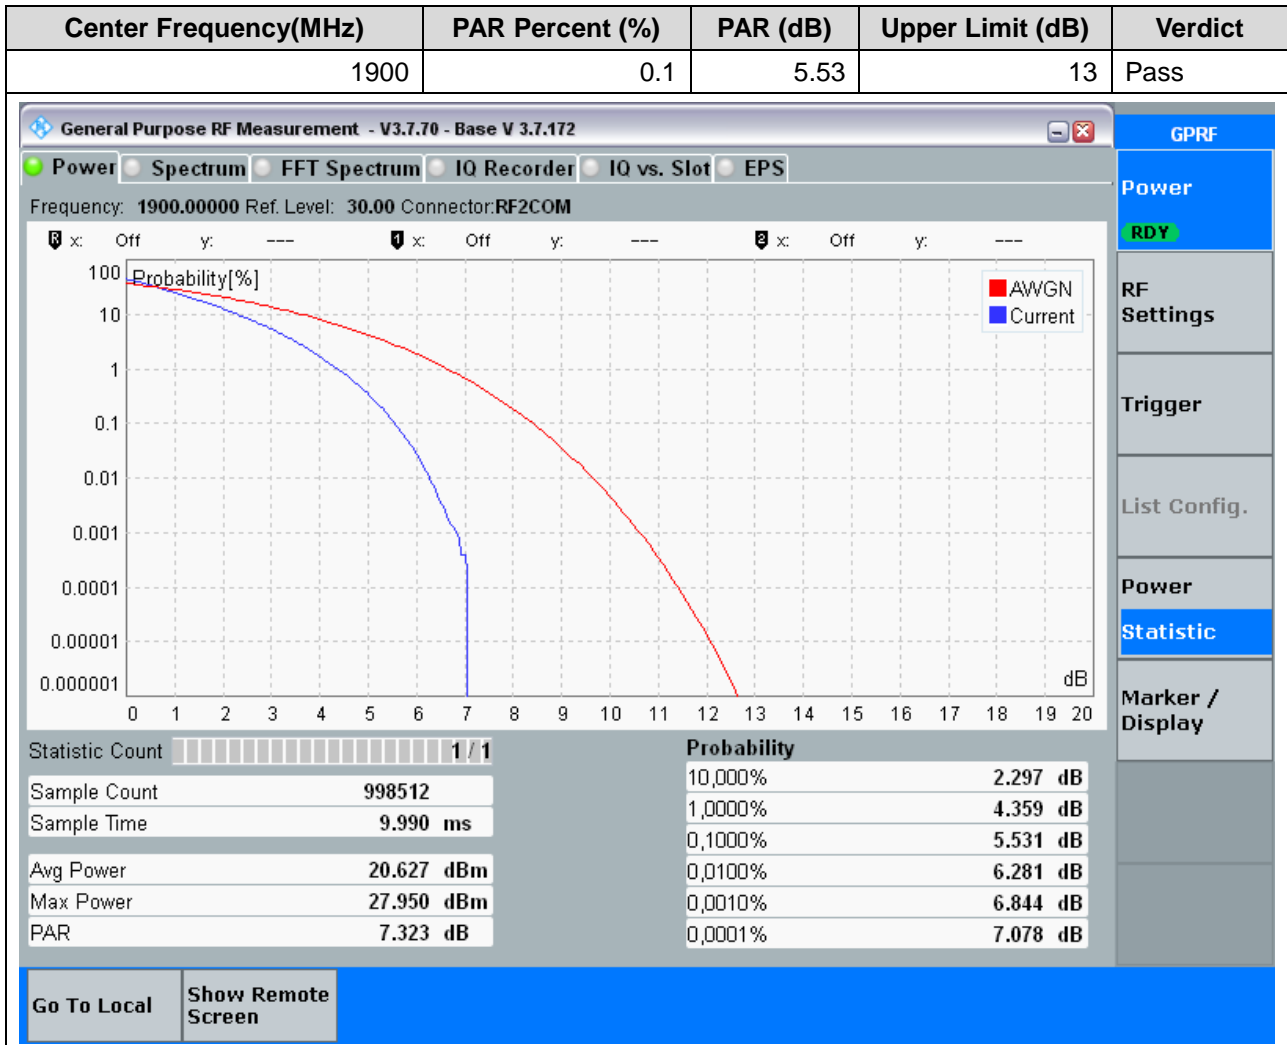 Center Frequency(MHz) PAR Percent (%) PAR (dB) Upper Limit (dB) Verdict
1900 0.1 5.53 13 Pass
General Purpose RF Measurement - V3.7.70 - Base V 3.7.172
GPRF
Power Spectrum FFT Spectrum IQ Recorder IQ vs. Slot EPS
Power
RDY
Frequency: 1900.00000 Ref. Level: 30.00 Connector:RF2COM
R x: Off y: --- 1 x: Off y: --- 2 x: Off y: ---
Probability[%]
AWGN
Current
100
10
1
0.1
0.01
0.001
0.0001
0.00001
0.000001
dB
0 1 2 3 4 5 6 7 8 9 10 11 12 13 14 15 16 17 18 19 20
RF
Settings
Trigger
List Config.
Power
Statistic
Marker /
Display
Statistic Count 1 / 1
Sample Count 998512
Sample Time 9.990 ms
Avg Power 20.627 dBm
Max Power 27.950 dBm
PAR 7.323 dB
Probability
10,000% 2.297 dB
1,0000% 4.359 dB
0,1000% 5.531 dB
0,0100% 6.281 dB
0,0010% 6.844 dB
0,0001% 7.078 dB
Go To Local
Show Remote
Screen